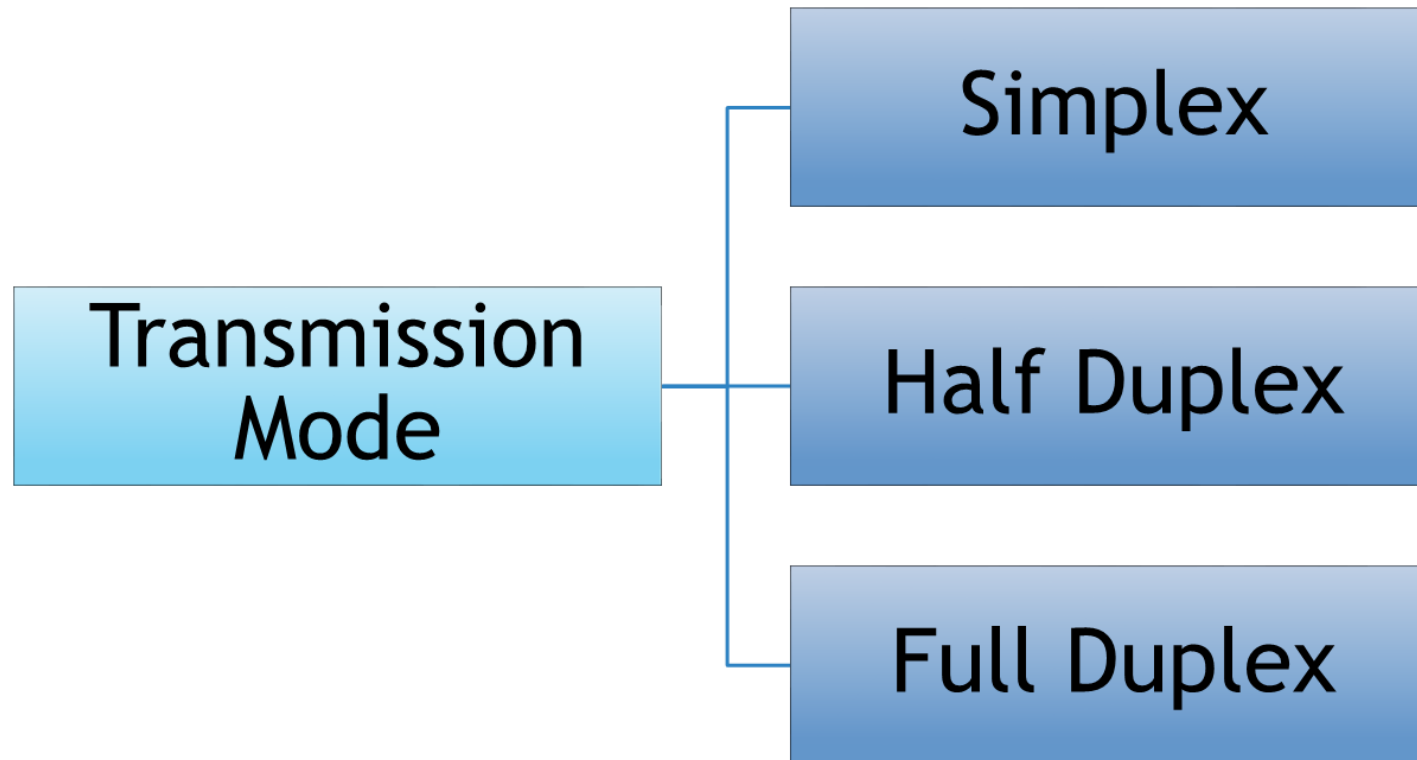 Transmission
Mode
Simplex
Half Duplex
Full Duplex